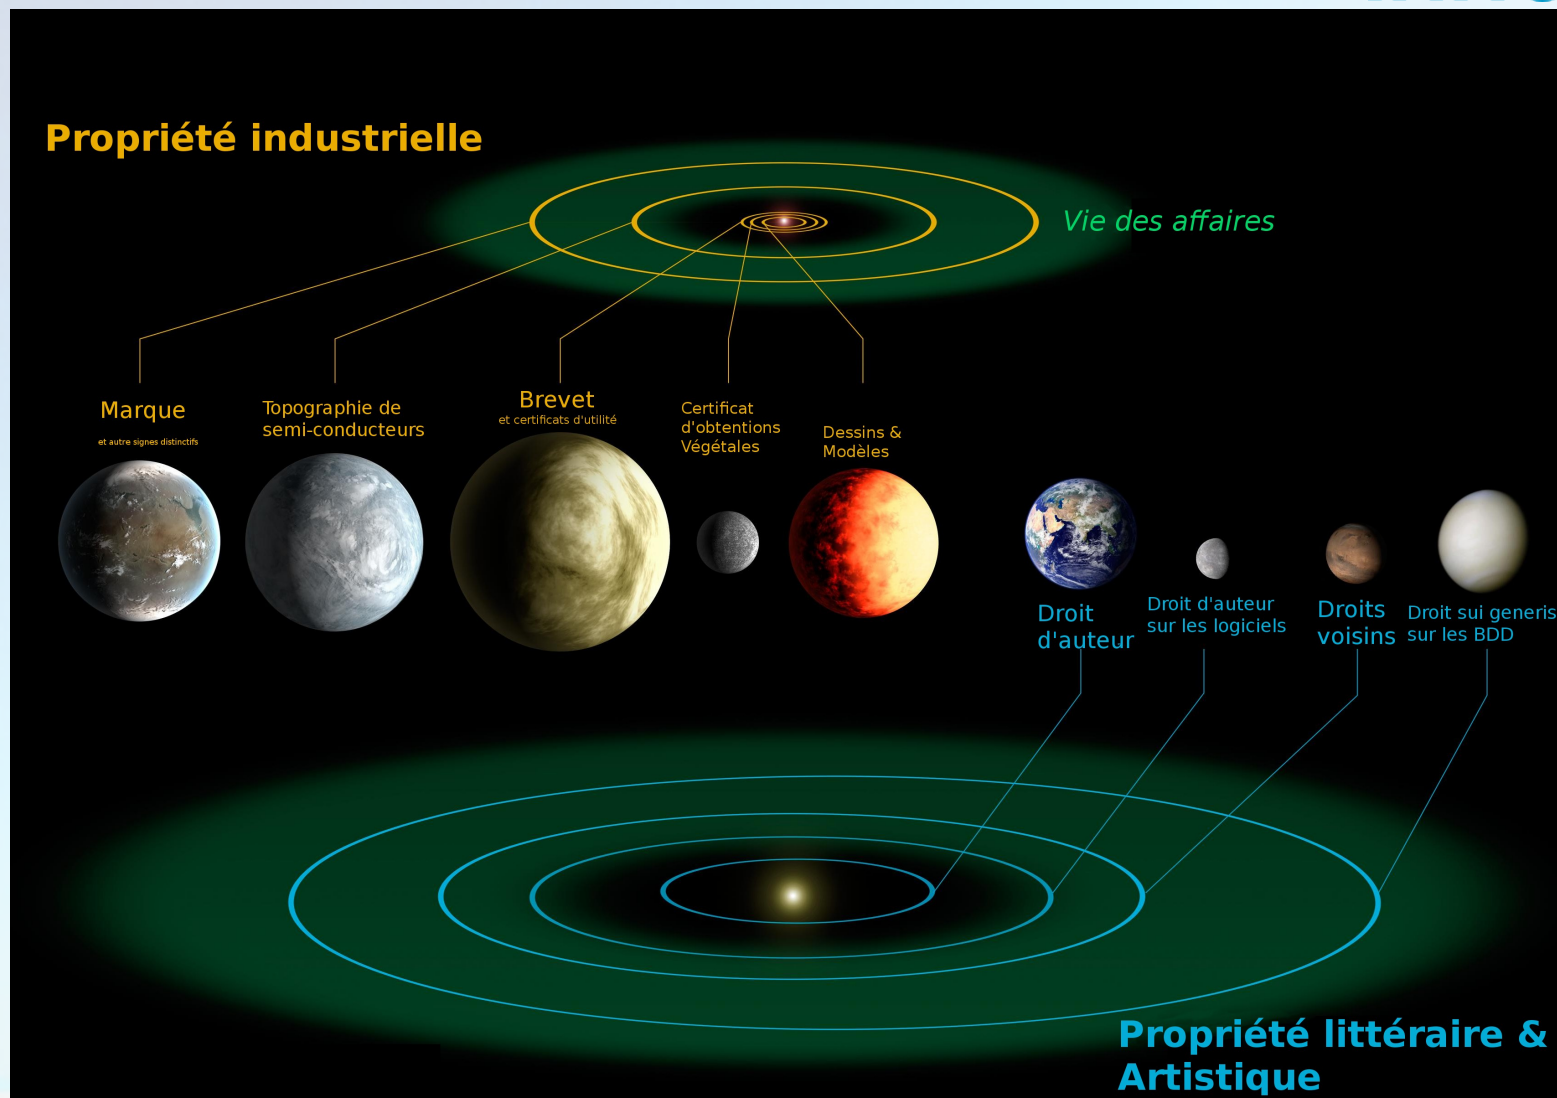 Propriété industrielle
Vie des affaires
Marque
et autre signes distinctifs
Topographie de
semi-conducteurs
Brevet
et certificats d'utilité
Certificat
d'obtentions
Végétales
Dessins &
Modèles
Droit
d'auteur
Droit d'auteur
sur les logiciels
Droits
voisins
Droit sui generis
sur les BDD
Propriété littéraire &
Artistique